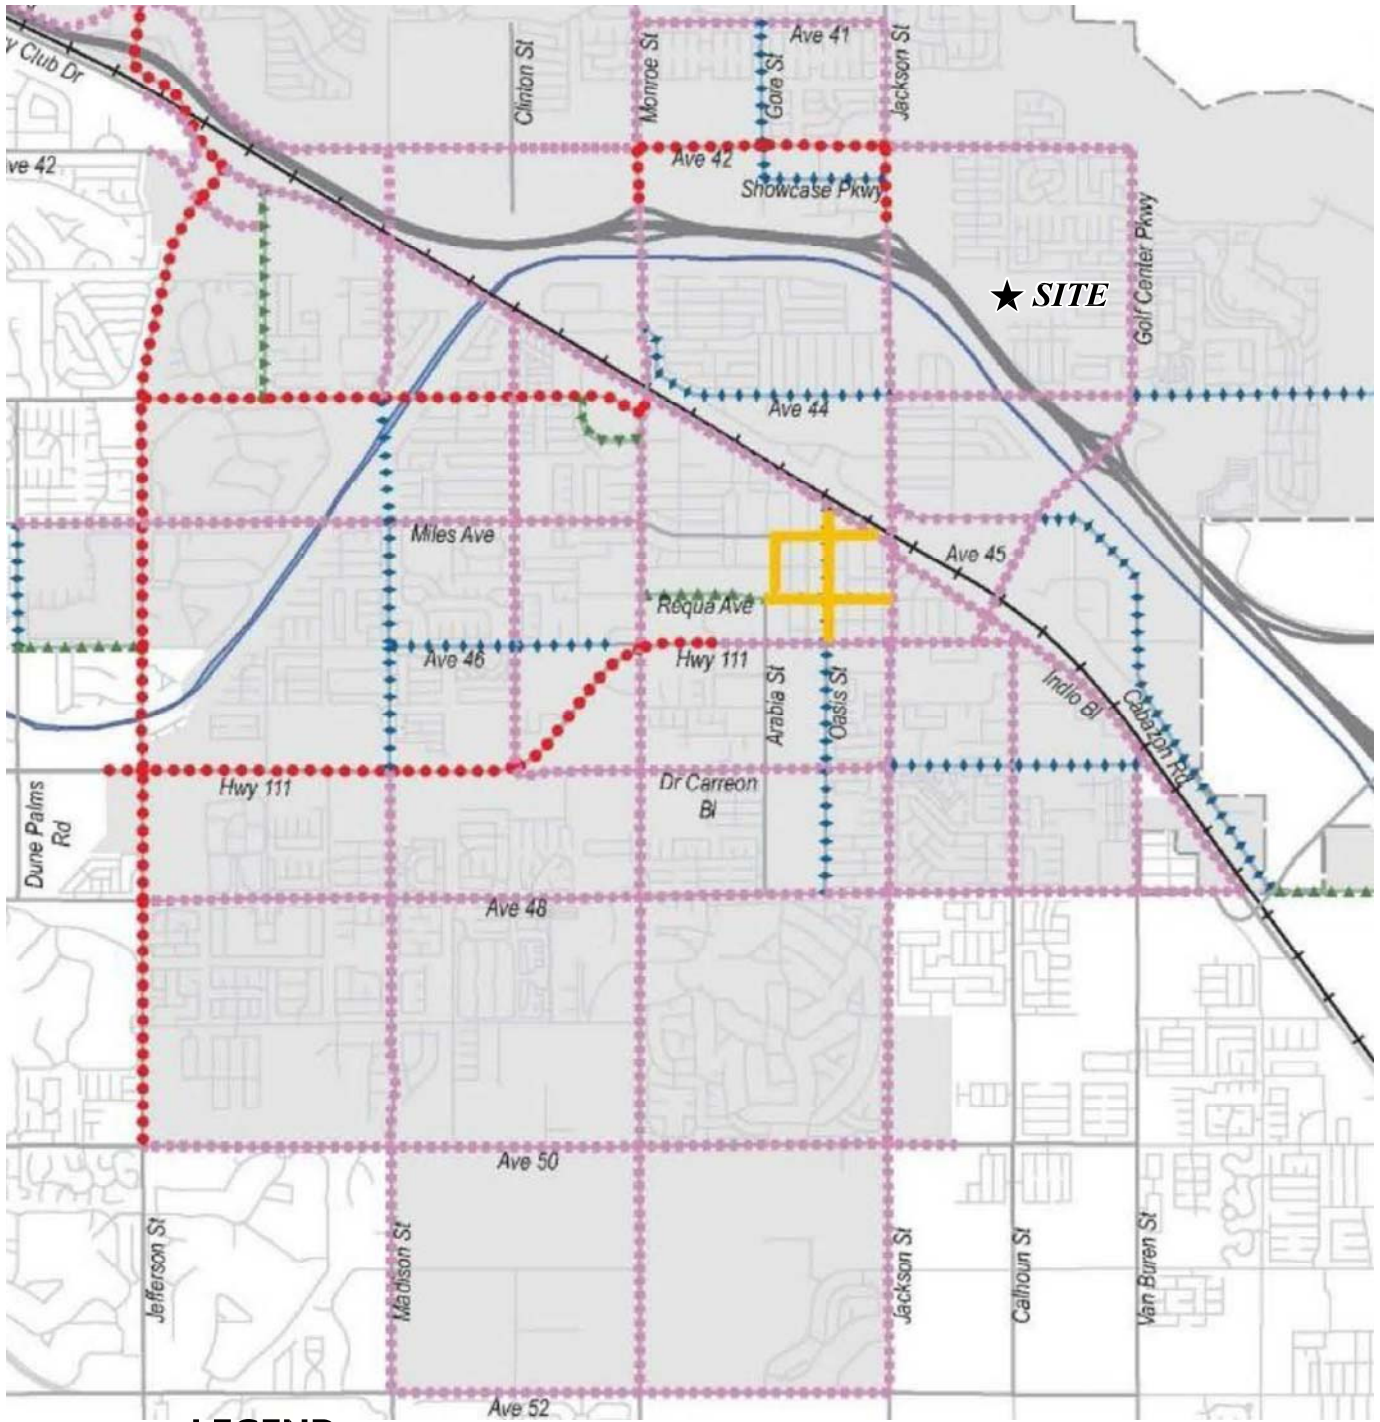 Ave 41
y Club Dr
Clinton St
Monroe St
Gore St
Jackson St
ve 42
Ave 42
Showcase Pkwy
Golf Center Pkwy
SITE
Ave 44
Miles Ave
Ave 45
Requa Ave
Ave 46
Hwy 111
Arabia St
Oasis St
Indio Bl
Cabazon Rd
Hwy 111
Dr Carreon
Bl
Dune Palms
Rd
Ave 48
Ave 50
Jefferson St
Madison St
Jackson St
Calhoun St
Van Buren St
Ave 52
LEGEND